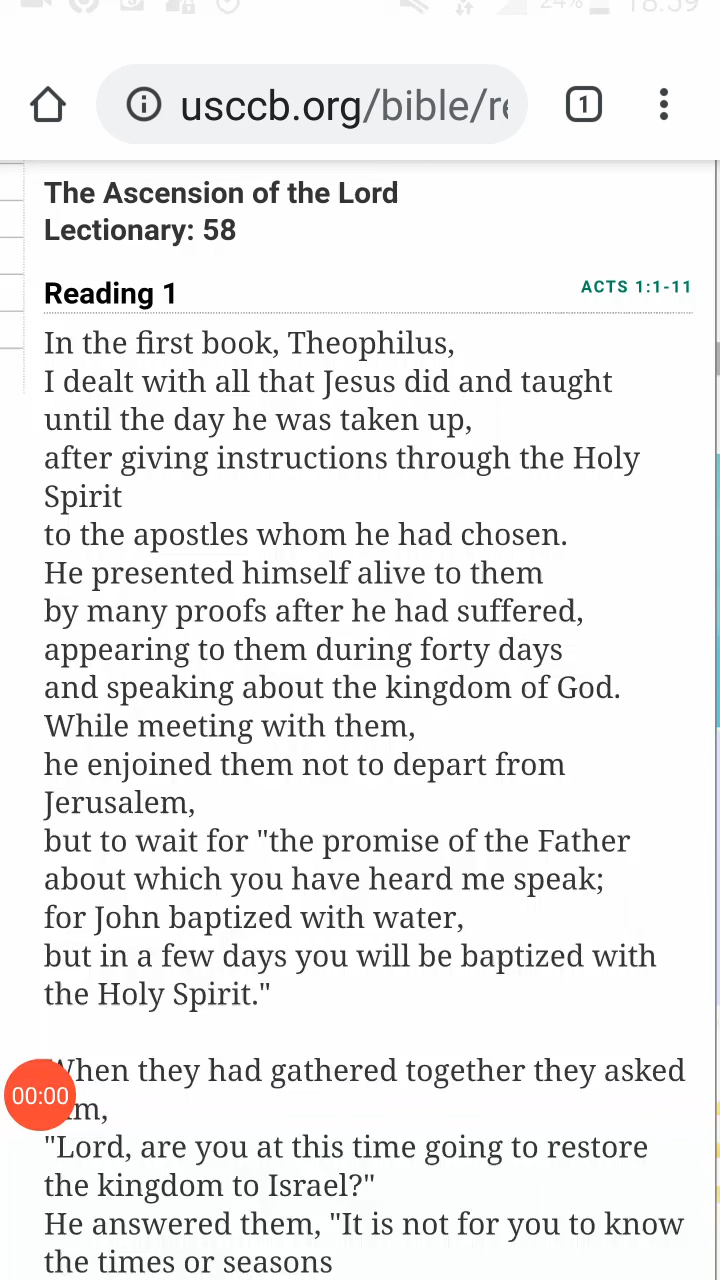 24% 18:59
usccb.org/bible/re
1
The Ascension of the Lord
Lectionary: 58
Reading 1
ACTS 1:1-11
In the first book, Theophilus,
I dealt with all that Jesus did and taught
until the day he was taken up,
after giving instructions through the Holy
Spirit
to the apostles whom he had chosen.
He presented himself alive to them
by many proofs after he had suffered,
appearing to them during forty days
and speaking about the kingdom of God.
While meeting with them,
he enjoined them not to depart from
Jerusalem,
but to wait for "the promise of the Father
about which you have heard me speak;
for John baptized with water,
but in a few days you will be baptized with
the Holy Spirit."
When they had gathered together they asked
00:00
him,
"Lord, are you at this time going to restore
the kingdom to Israel?"
He answered them, "It is not for you to know
the times or seasons